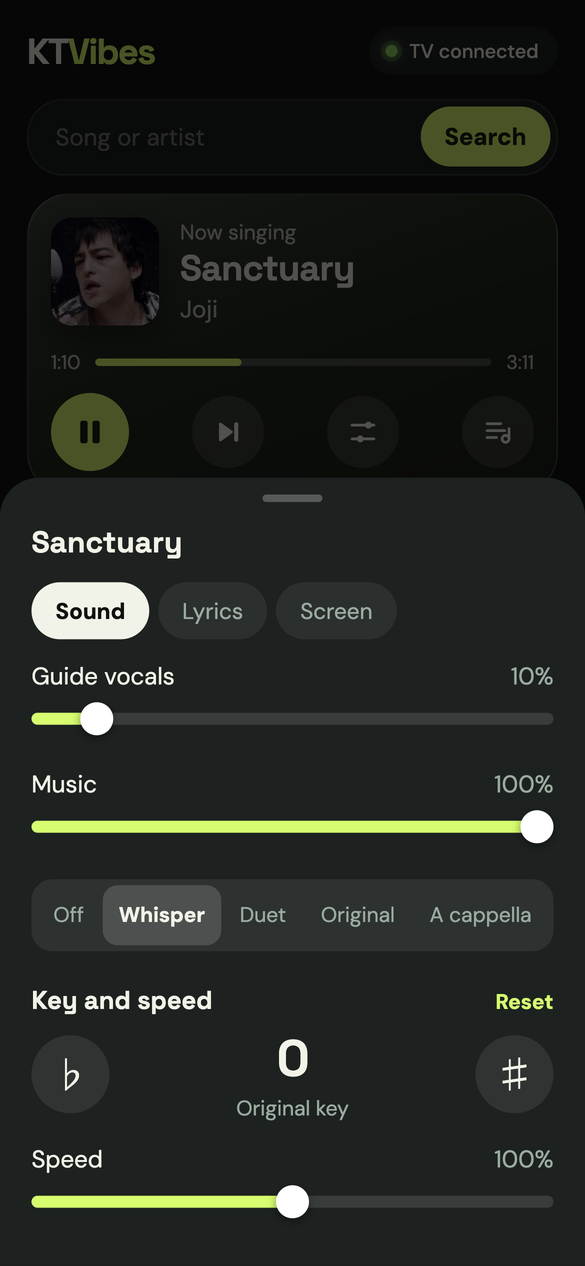 KTVibes
TV connected
Song or artist
Search
Now singing
Sanctuary
Joji
1:10
3:11
Sanctuary
Sound Lyrics Screen
Guide vocals 10%
Music 100%
Off Whisper Duet Original A cappella
Key and speed Reset
♭ 0 ♯
Original key
Speed 100%